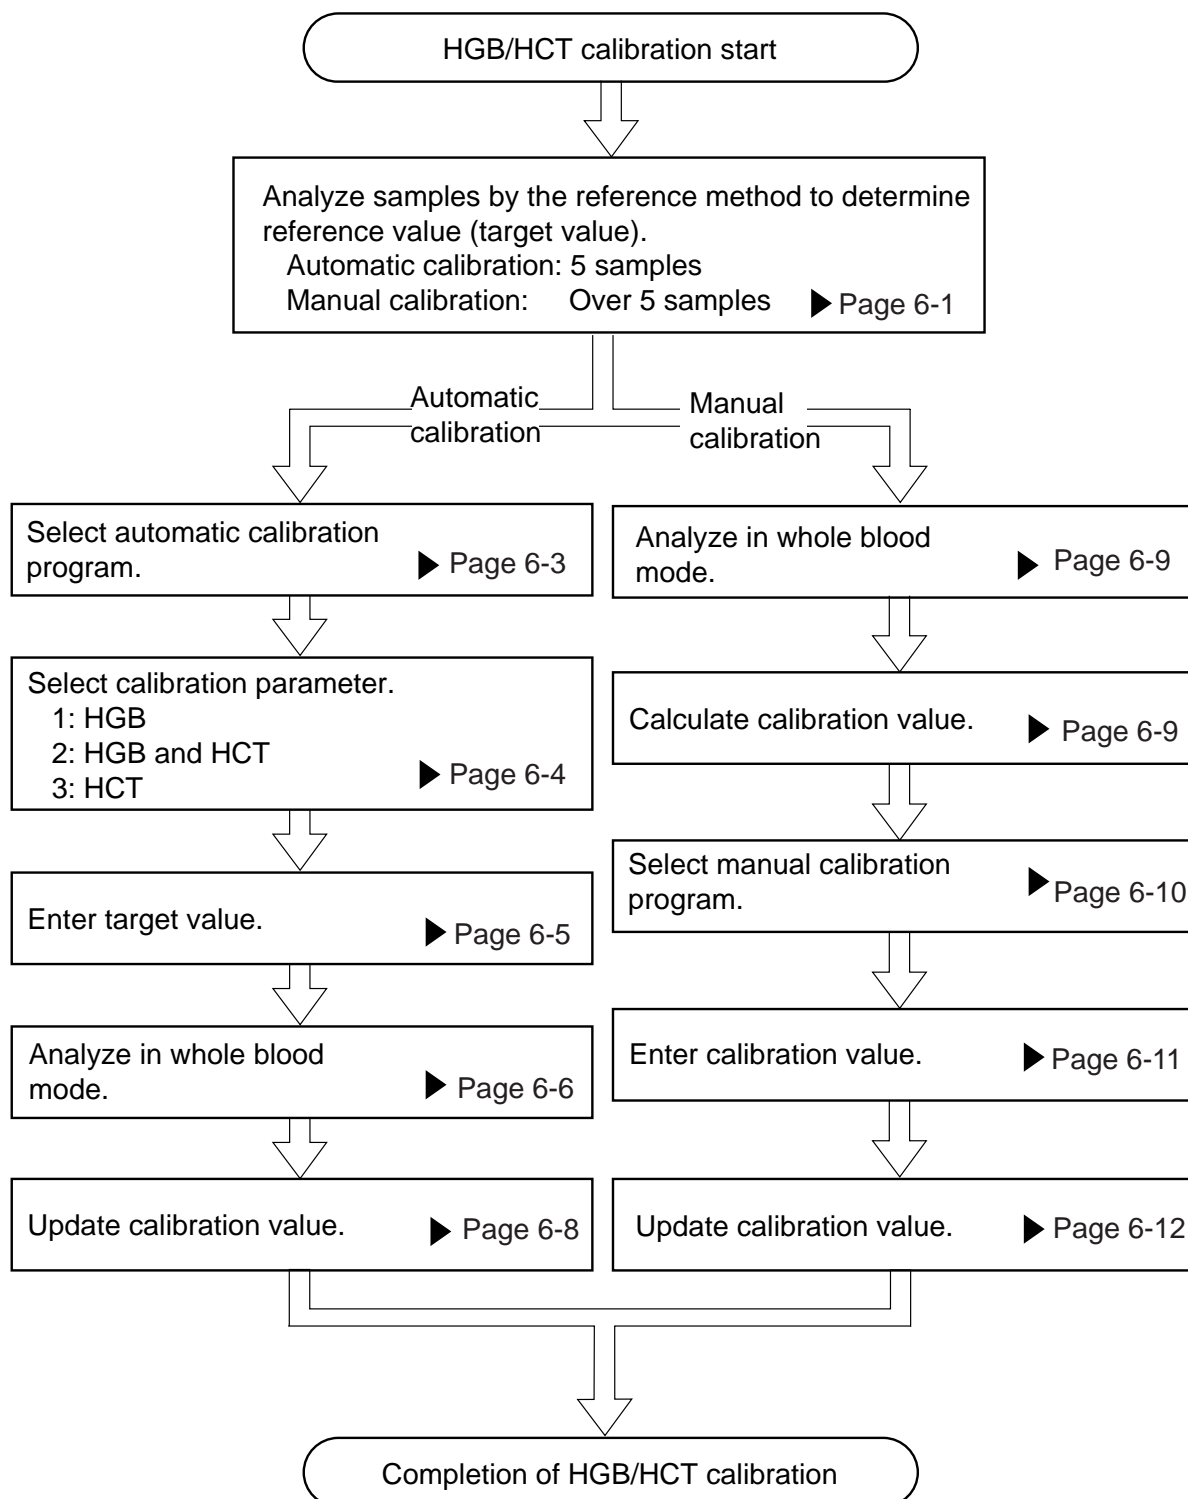 HGB/HCT calibration start
Analyze samples by the reference method to determine
reference value (target value).
Automatic calibration: 5 samples
Manual calibration: Over 5 samples ▶ Page 6-1
Automatic
calibration
Manual
calibration
Select automatic calibration
program. ▶ Page 6-3
Select calibration parameter.
1: HGB
2: HGB and HCT
3: HCT ▶ Page 6-4
Enter target value. ▶ Page 6-5
Analyze in whole blood
mode. ▶ Page 6-6
Update calibration value. ▶ Page 6-8
Analyze in whole blood
mode. ▶ Page 6-9
Calculate calibration value. ▶ Page 6-9
Select manual calibration
program. ▶ Page 6-10
Enter calibration value. ▶ Page 6-11
Update calibration value. ▶ Page 6-12
Completion of HGB/HCT calibration